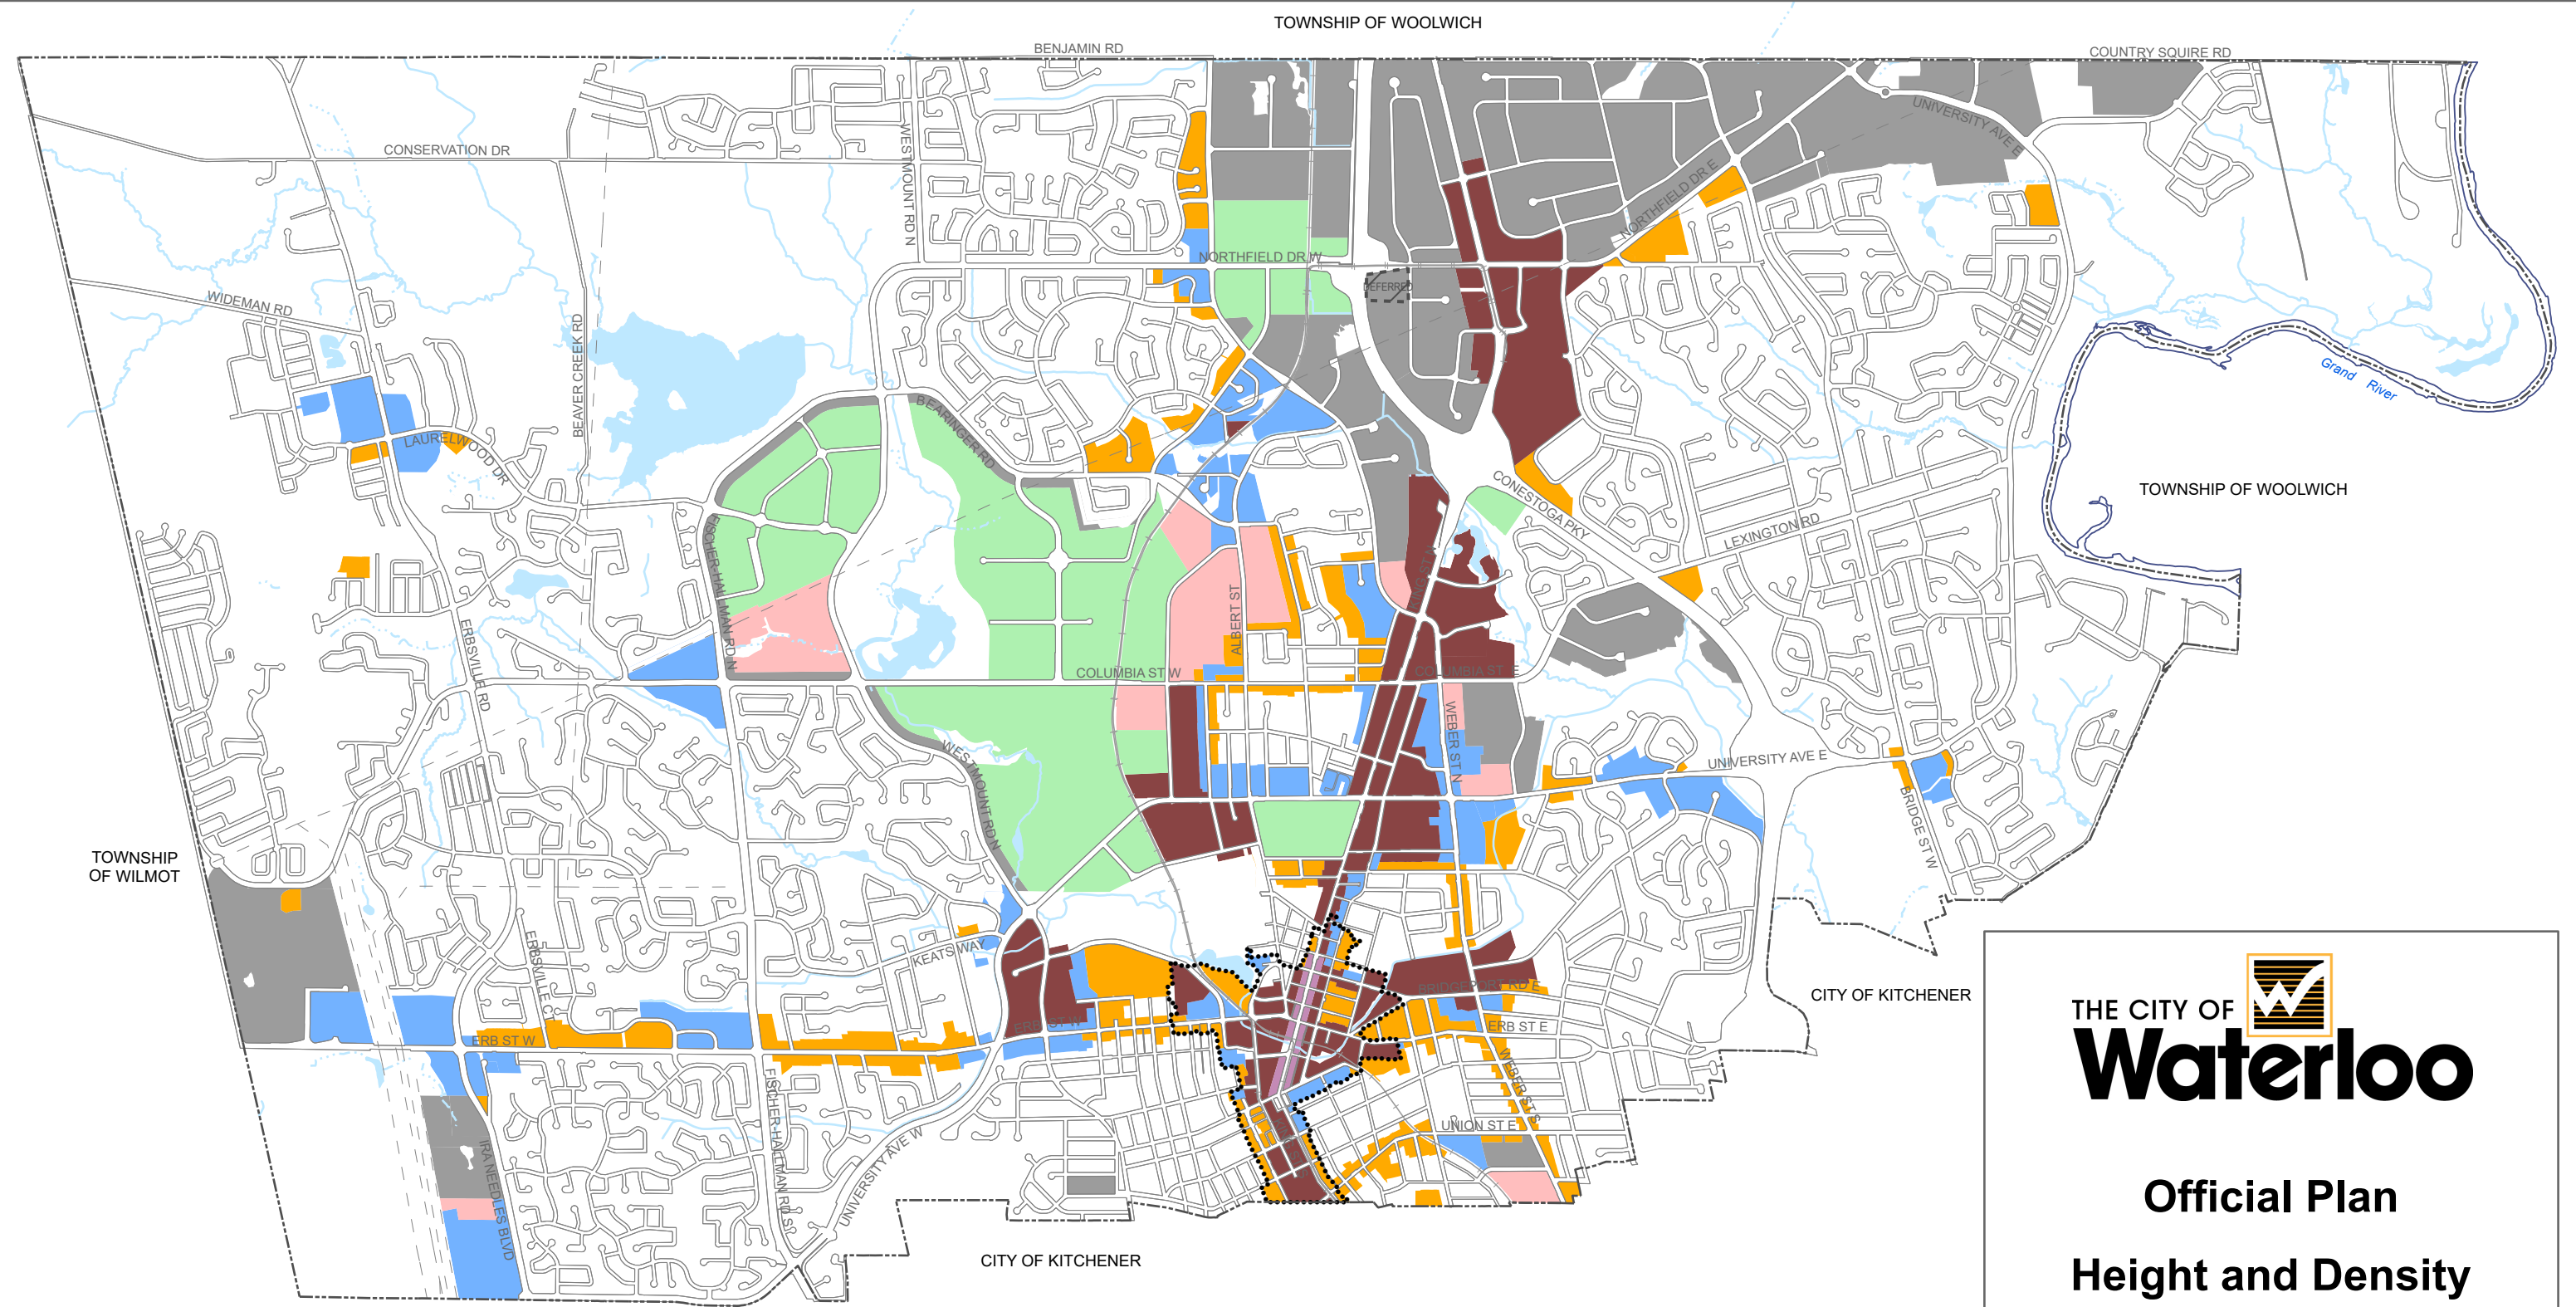 TOWNSHIP OF WOOLWICH
BENJAMIN RD
COUNTRY SQUIRE RD
UNIVERSITY AVE E
CONSERVATION DR
WESTMOUNT RD N
NORTHFIELD DR E
NORTHFIELD DR W
DEFERRED
WIDEMAN RD
BEAVER CREEK RD
Grand River
BEARINGER RD
LAURELWOOD DR
CONESTOGA PKY
TOWNSHIP OF WOOLWICH
LEXINGTON RD
FISCHER-HALLMAN RD N
KING ST N
ALBERT ST
ERBSVILLE RD
COLUMBIA ST W
COLUMBIA ST E
WEBER ST N
WESTMOUNT RD N
UNIVERSITY AVE E
BRIDGE ST W
TOWNSHIP
OF WILMOT
KEATS WAY
ERBSVILLE CT
BRIDGEPORT RD E
CITY OF KITCHENER
ERB ST W
ERB ST W
ERB ST E
WEBER ST S
UNION ST E
FISCHER-HALLMAN RD S
UNIVERSITY AVE W
IRA NEEDLES BLVD
CITY OF KITCHENER
THE CITY OF
Waterloo
Official Plan
Height and Density